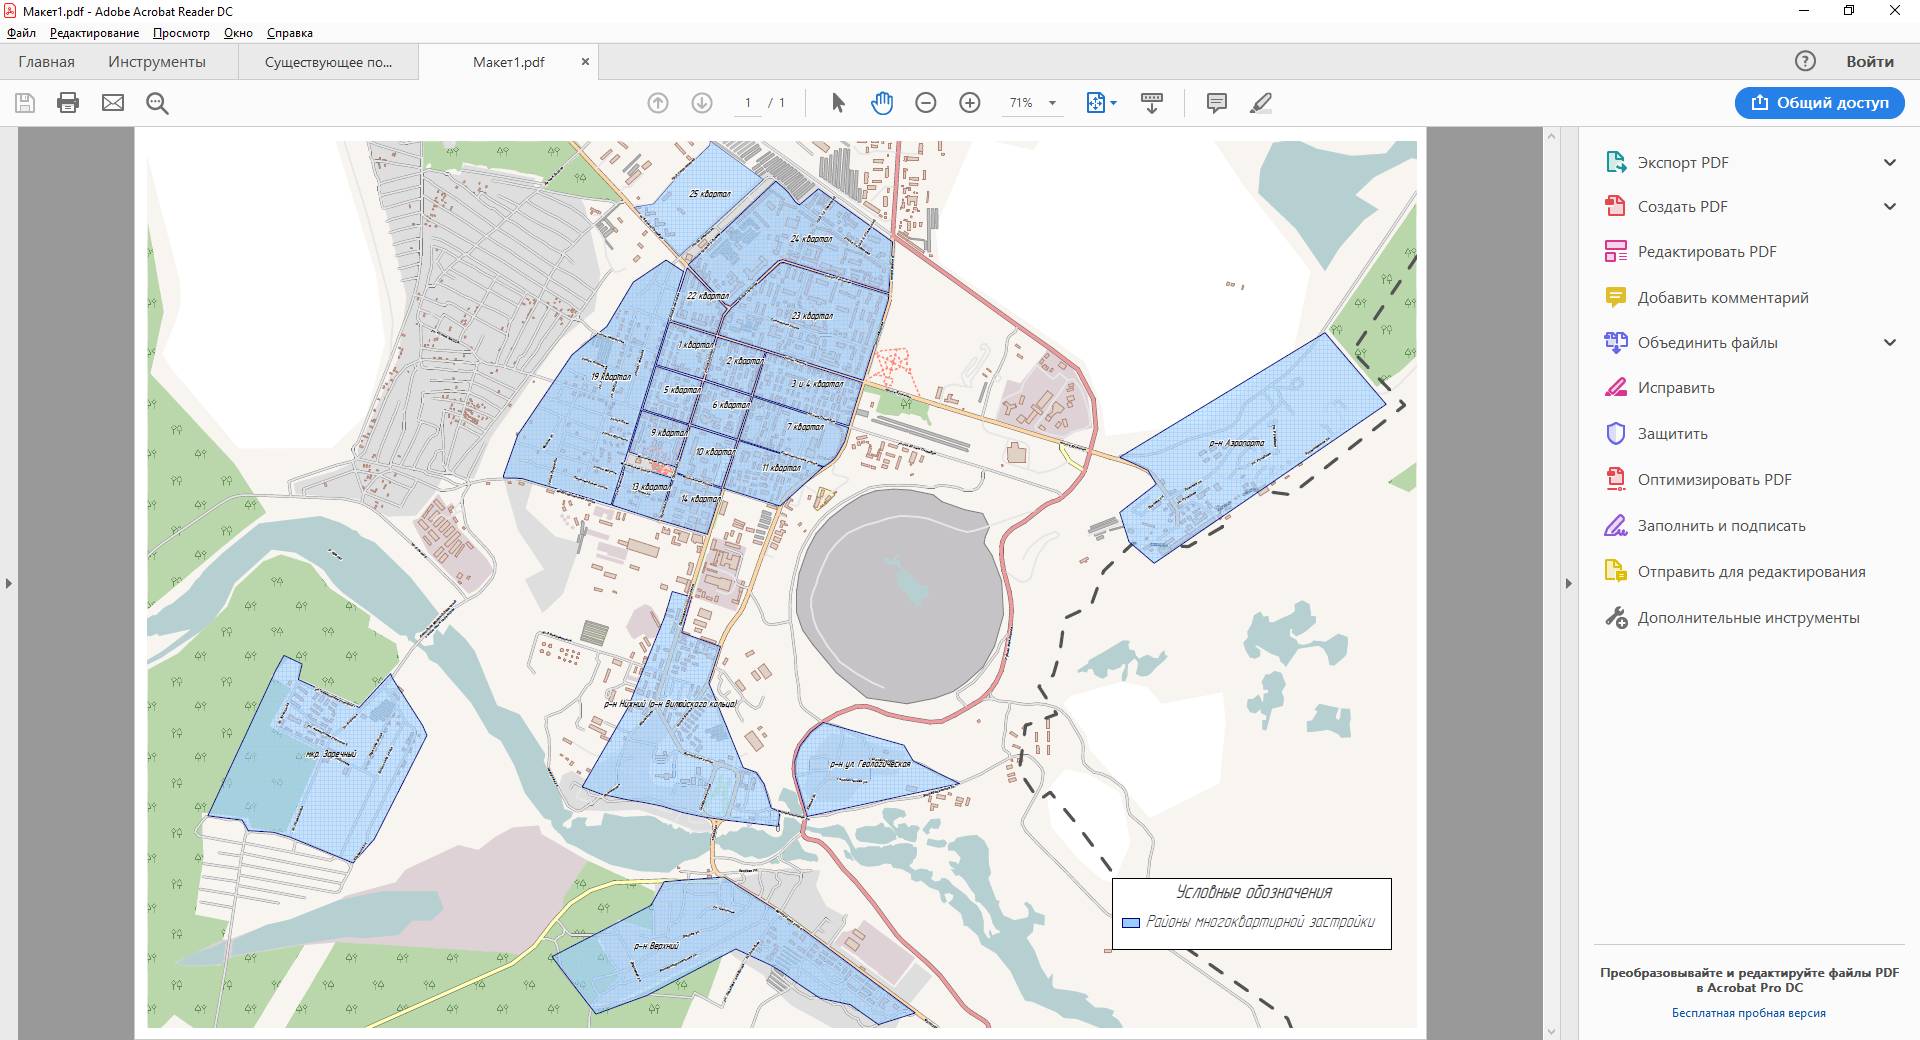 Макет1.pdf - Adobe Acrobat Reader DC
Файл Редактирование Просмотр Окно Справка
Главная Инструменты Существующее по... Макет1.pdf × ? Войти
1 / 1 71% Общий доступ
25 квартал
24 квартал
22 квартал
23 квартал
1 квартал
2 квартал
19 квартал
3 и 4 квартал
5 квартал
6 квартал
7 квартал
9 квартал
р-н Аэропорта
10 квартал
11 квартал
13 квартал
14 квартал
р-н Нижний (р-н Вилюйского кольца)
мкр. Заречный
р-н ул. Геологическая
р-н Верхний
Условные обозначения
Районы многоквартирной застройки
Экспорт PDF
Создать PDF
Редактировать PDF
Добавить комментарий
Объединить файлы
Исправить
Защитить
Оптимизировать PDF
Заполнить и подписать
Отправить для редактирования
Дополнительные инструменты
Преобразовывайте и редактируйте файлы PDF
в Acrobat Pro DC
Бесплатная пробная версия